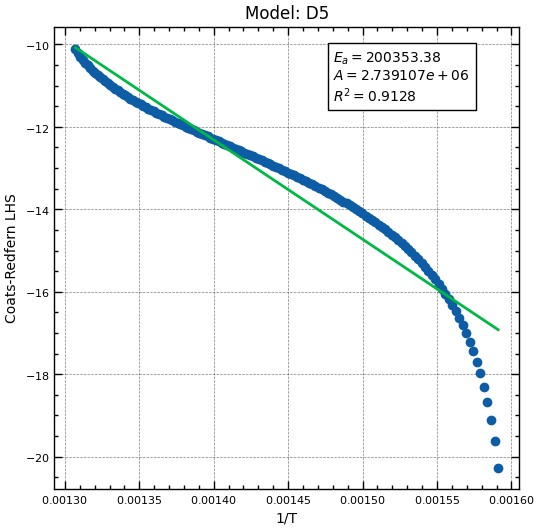 Model: D5
E_a = 200353.38
A = 2.739107e + 06
R² = 0.9128
Coats-Redfern LHS
−10
−12
−14
−16
−18
−20
0.00130 0.00135 0.00140 0.00145 0.00150 0.00155 0.00160
1/T